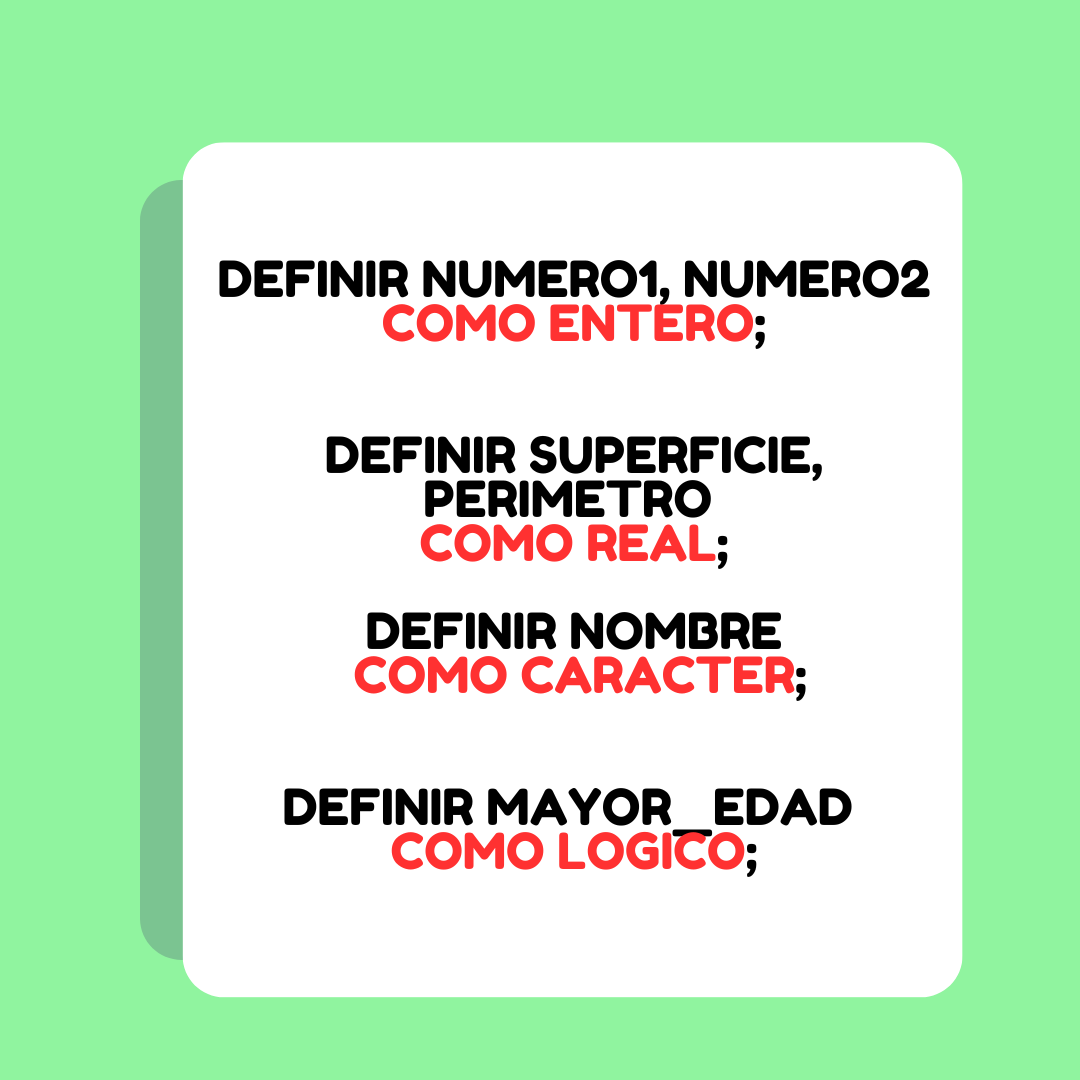 DEFINIR NUMERO1, NUMERO2
COMO ENTERO;
DEFINIR SUPERFICIE,
PERIMETRO
COMO REAL;
DEFINIR NOMBRE
COMO CARACTER;
DEFINIR MAYOR_EDAD
COMO LOGICO;